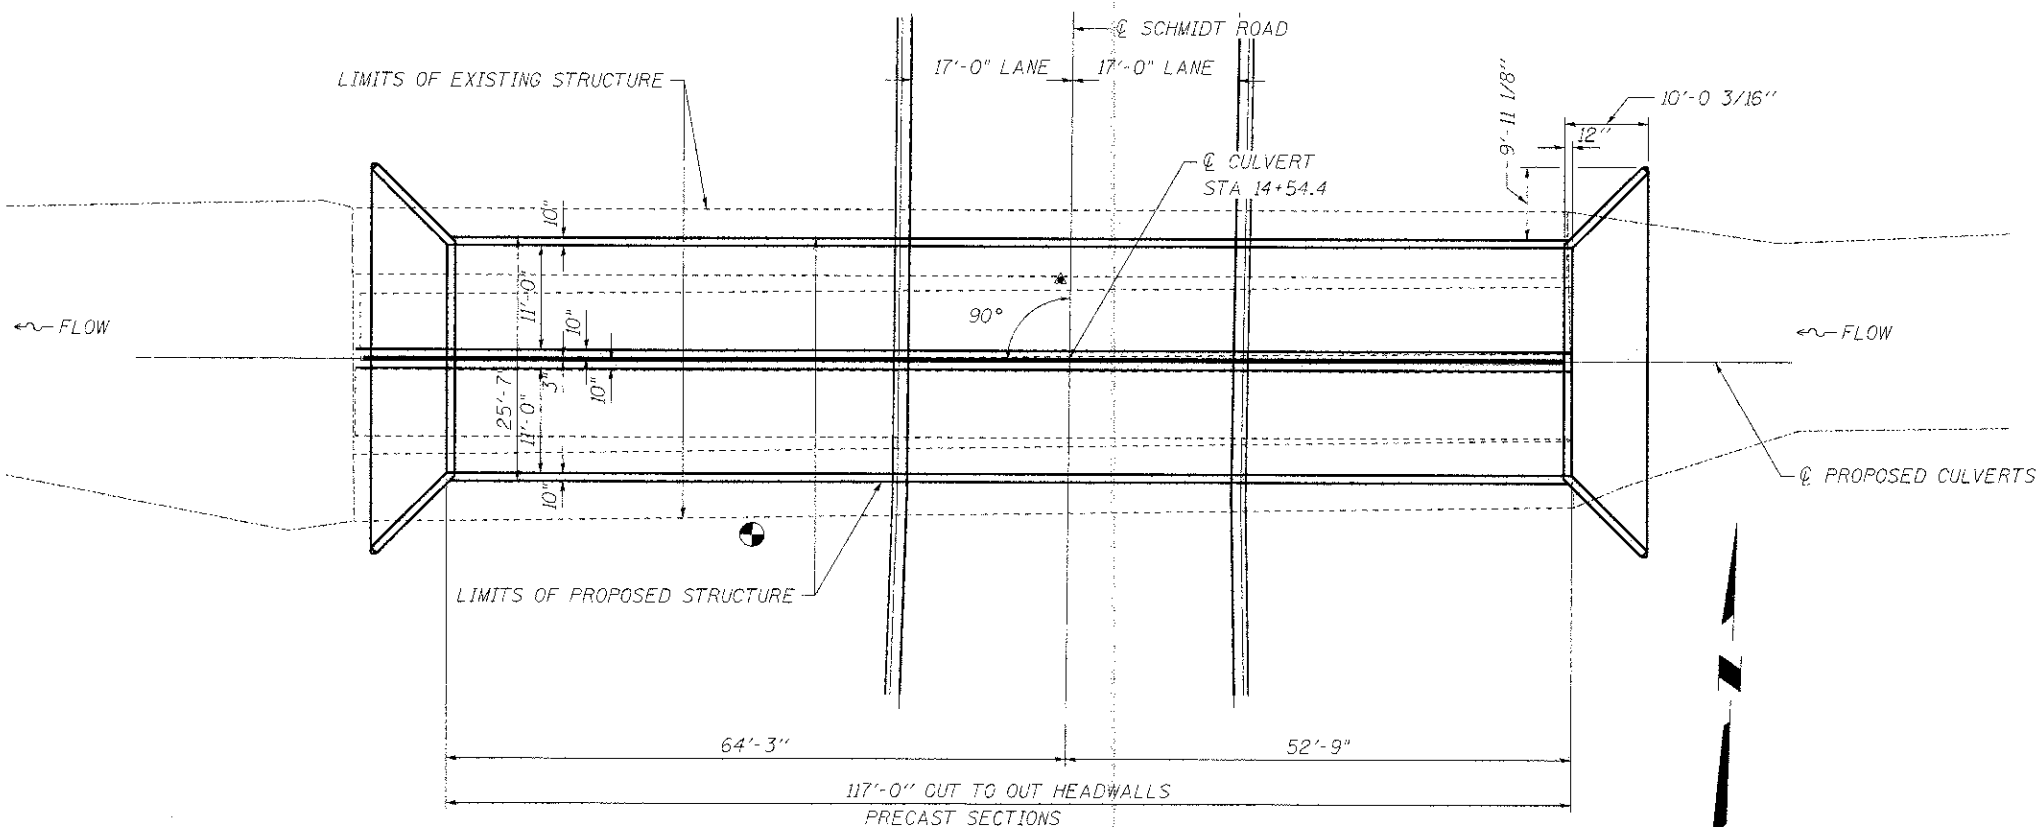 ℄ SCHMIDT ROAD
17'-0" LANE
17'-0" LANE
LIMITS OF EXISTING STRUCTURE
9'-11 1/8"
10'-0 3/16"
12"
℄ CULVERT
STA 14+54.4
10"
11'-0"
90°
FLOW
FLOW
10"
3"
10"
25'-7"
11'-0"
10"
℄ PROPOSED CULVERTS
LIMITS OF PROPOSED STRUCTURE
N
64'-3"
52'-9"
117'-0" OUT TO OUT HEADWALLS
PRECAST SECTIONS